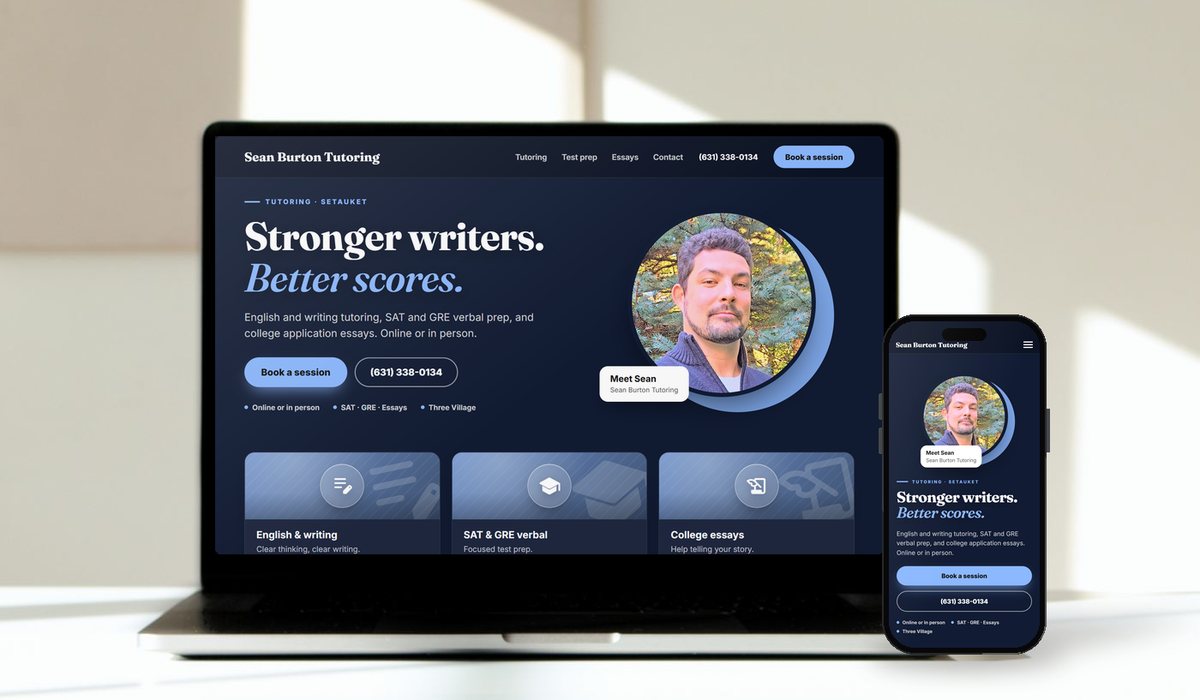 Sean Burton Tutoring
Tutoring Test prep Essays Contact (631) 338-0134 Book a session
TUTORING · SETAUKET
Stronger writers.
Better scores.
English and writing tutoring, SAT and GRE verbal prep, and
college application essays. Online or in person.
Book a session (631) 338-0134
Online or in person SAT · GRE · Essays Three Village
Meet Sean
Sean Burton Tutoring
English & writing
Clear thinking, clear writing.
SAT & GRE verbal
Focused test prep.
College essays
Help telling your story.
Sean Burton Tutoring
Meet Sean
Sean Burton Tutoring
TUTORING · SETAUKET
Stronger writers.
Better scores.
English and writing tutoring, SAT and GRE
verbal prep, and college application essays.
Online or in person.
Book a session
(631) 338-0134
Online or in person SAT · GRE · Essays
Three Village